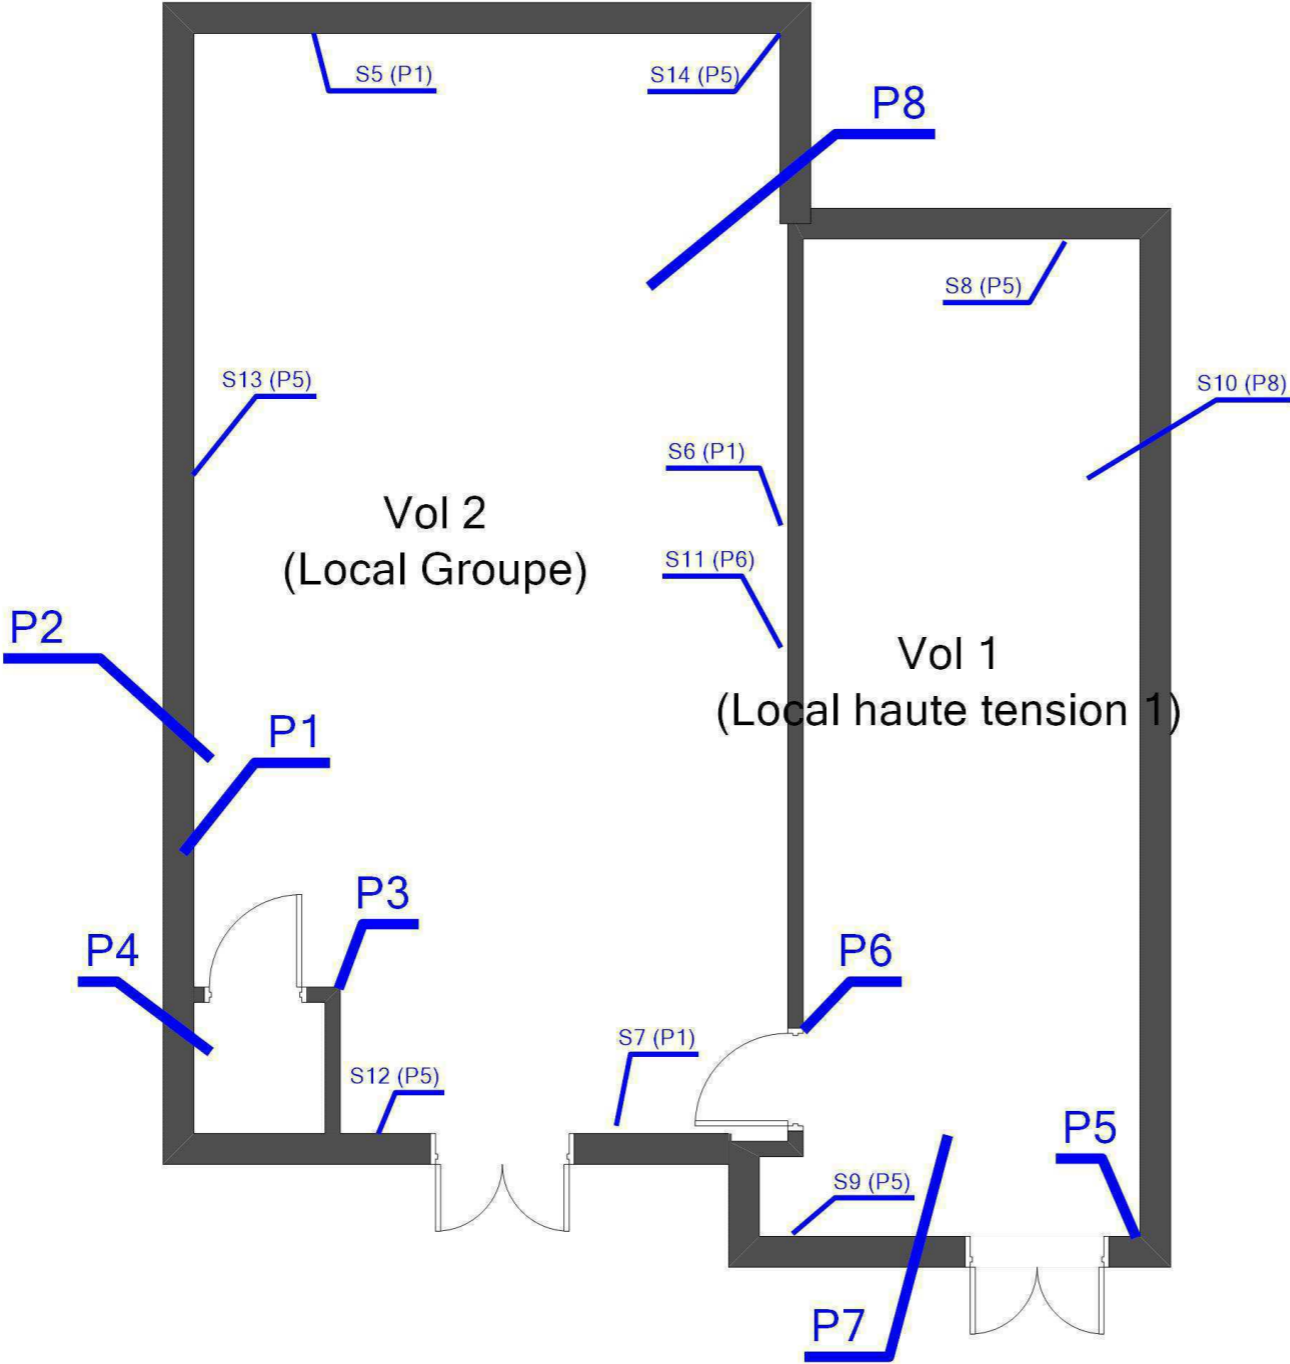 S5 (P1)
S14 (P5)
P8
S8 (P5)
S13 (P5)
S10 (P8)
S6 (P1)
Vol 2
(Local Groupe)
S11 (P6)
P2
Vol 1
(Local haute tension 1)
P1
P3
P4
P6
S7 (P1)
S12 (P5)
P5
S9 (P5)
P7